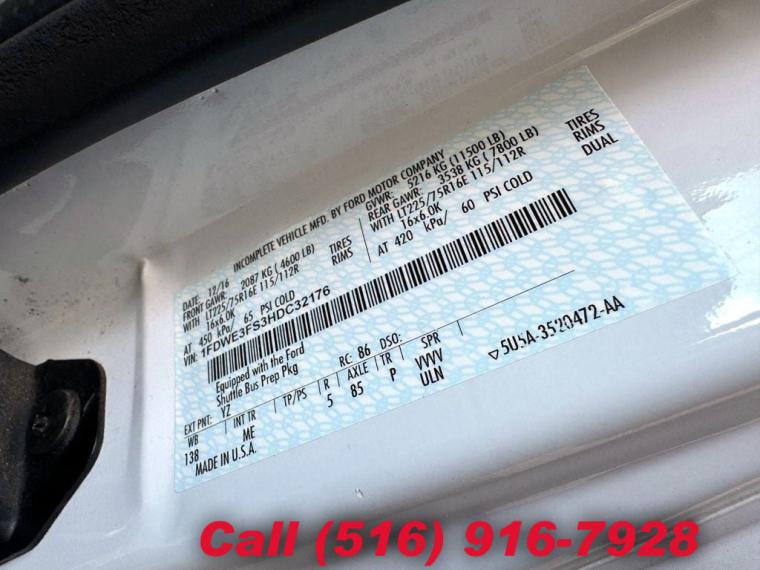 INCOMPLETE VEHICLE MFD. BY FORD MOTOR COMPANY
DATE: 12/16 GVWR: 5216 KG (11500 LB)
FRONT GAWR: 2087 KG (4600 LB) REAR GAWR: 3538 KG (7800 LB)
WITH LT225/75R16E 115/112R TIRES WITH LT225/75R16E 115/112R TIRES
16x6.0K RIMS 16x6.0K RIMS
AT 450 kPa/ 65 PSI COLD AT 420 kPa/ 60 PSI COLD DUAL
VIN: 1FDWE3FS3HDC32176
Equipped with the Ford
Shuttle Bus Prep Pkg
EXT PNT: YZ RC: 86 DSO:
WB INT TR TP/PS R AXLE TR SPR
138 ME 5 85 P VVVV
MADE IN U.S.A. ULN
5U5A-3520472-AA
Call (516) 916-7928